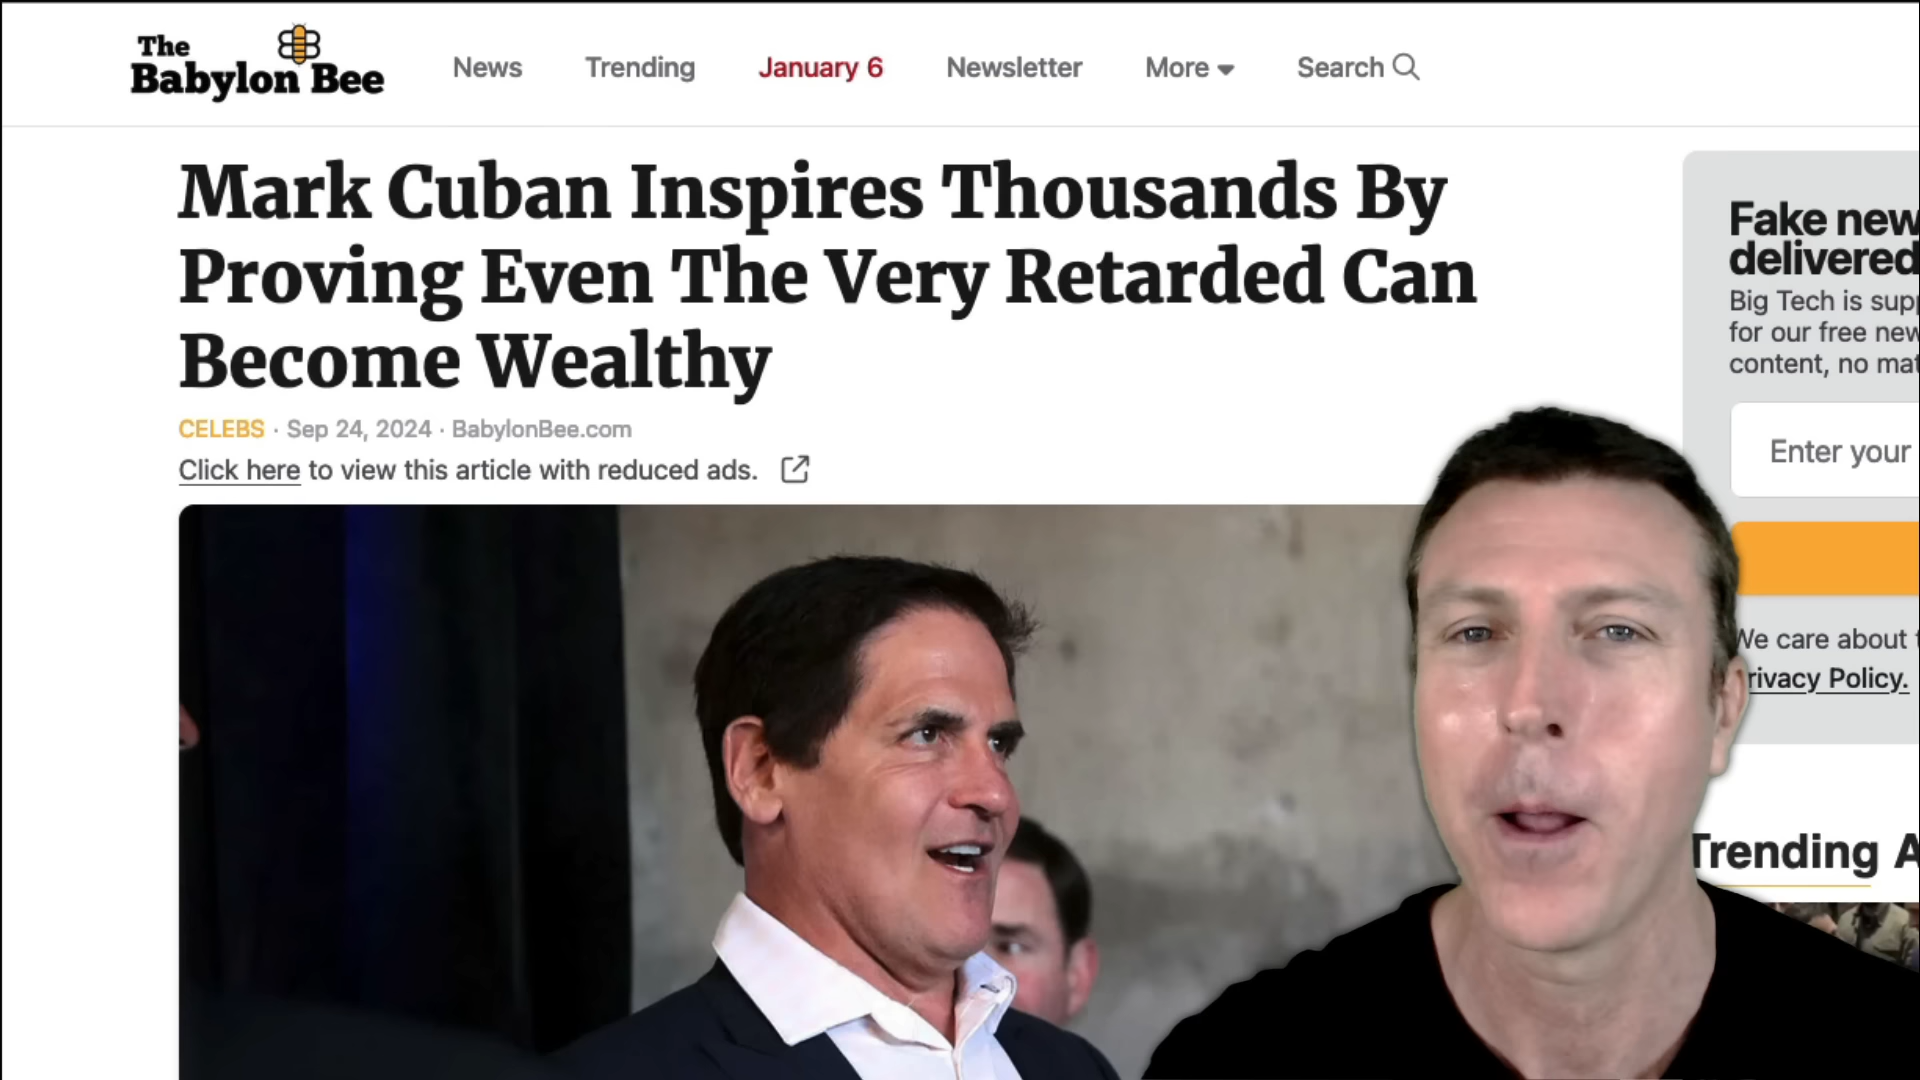 The
Babylon Bee
News Trending January 6 Newsletter More Search
Mark Cuban Inspires Thousands By
Proving Even The Very Retarded Can
Become Wealthy
CELEBS · Sep 24, 2024 · BabylonBee.com
Click here to view this article with reduced ads.
Fake new
delivered
Big Tech is supp
for our free new
content, no mat
Enter your
We care about t
rivacy Policy.
Trending A